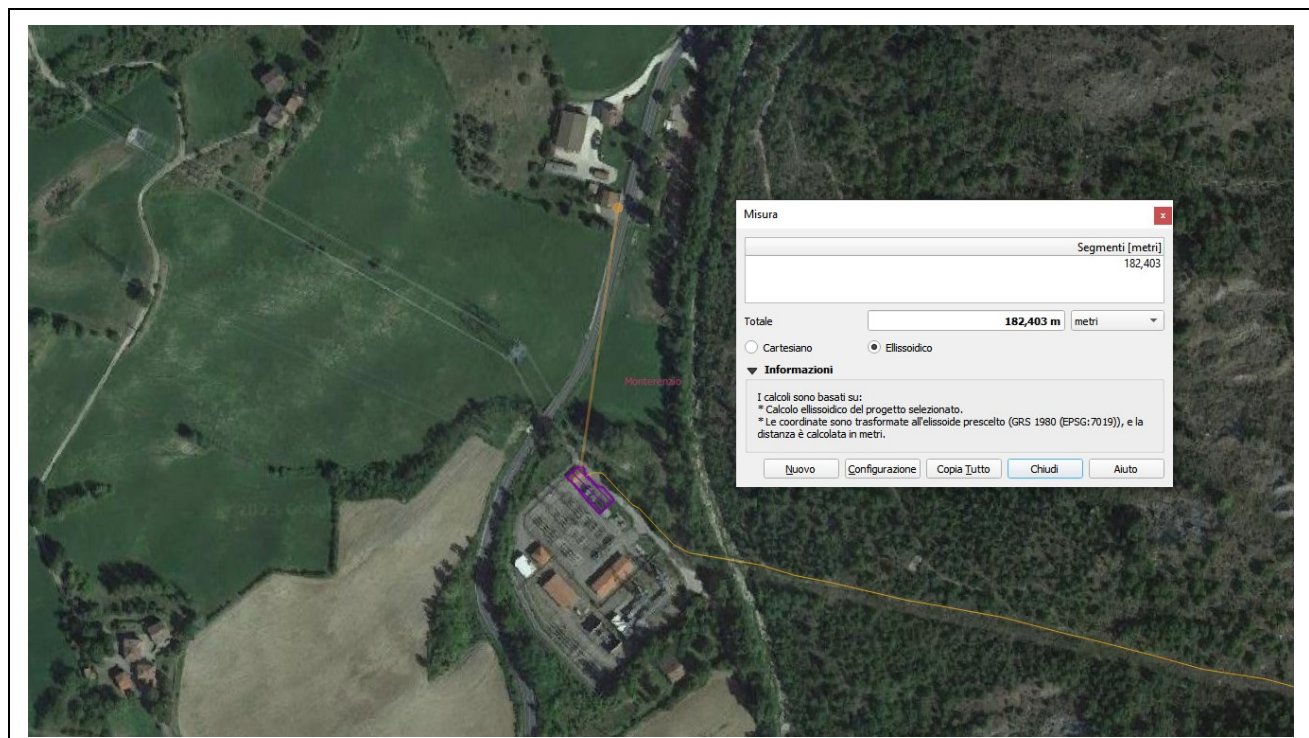 Misura
x
Segmenti [metri]
182,403
Totale
182,403 m
metri
Cartesiano
Ellissoidico
Informazioni
I calcoli sono basati su:
* Calcolo ellissoidico del progetto selezionato.
* Le coordinate sono trasformate all'elissoide prescelto (GRS 1980 (EPSG:7019)), e la
distanza è calcolata in metri.
Nuovo
Configurazione
Copia Tutto
Chiudi
Aiuto
Monterenzio